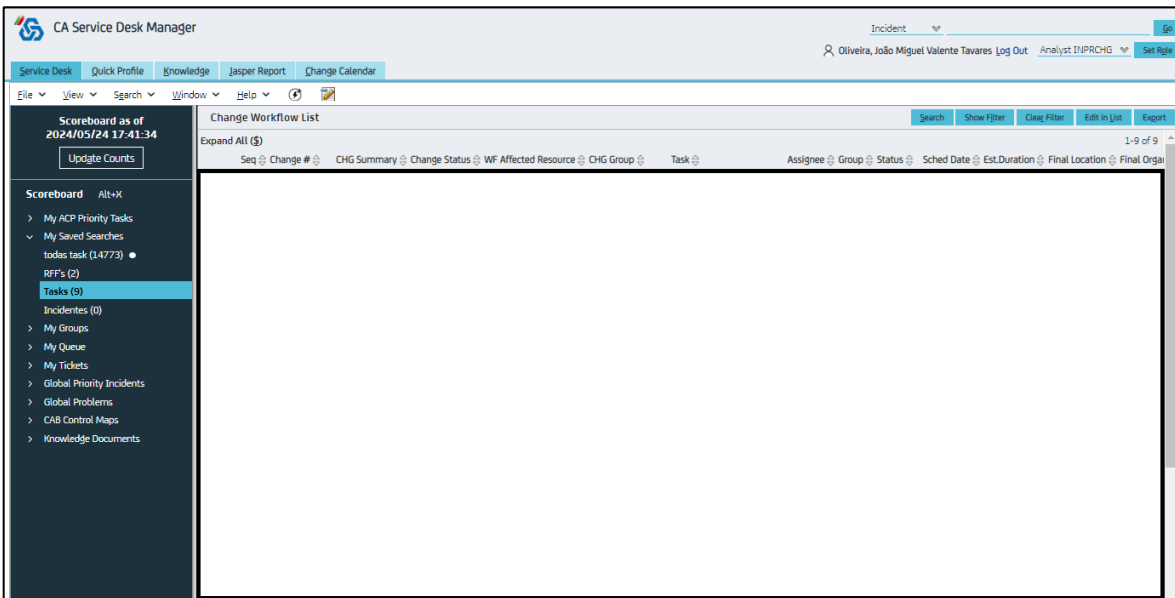 CA Service Desk Manager
Incident
Go
Oliveira, João Miguel Valente Tavares Log Out Analyst INPRCHG Set Role
Service Desk Quick Profile Knowledge Jasper Report Change Calendar
File View Search Window Help
Scoreboard as of
2024/05/24 17:41:34
Update Counts
Scoreboard Alt+X
My ACP Priority Tasks
My Saved Searches
todas task (14773)
RFF's (2)
Tasks (9)
Incidentes (0)
My Groups
My Queue
My Tickets
Global Priority Incidents
Global Problems
CAB Control Maps
Knowledge Documents
Change Workflow List
Search Show Filter Clear Filter Edit in List Export
Expand All ($) 1-9 of 9
Seq Change # CHG Summary Change Status WF Affected Resource CHG Group Task Assignee Group Status Sched Date Est.Duration Final Location Final Organ